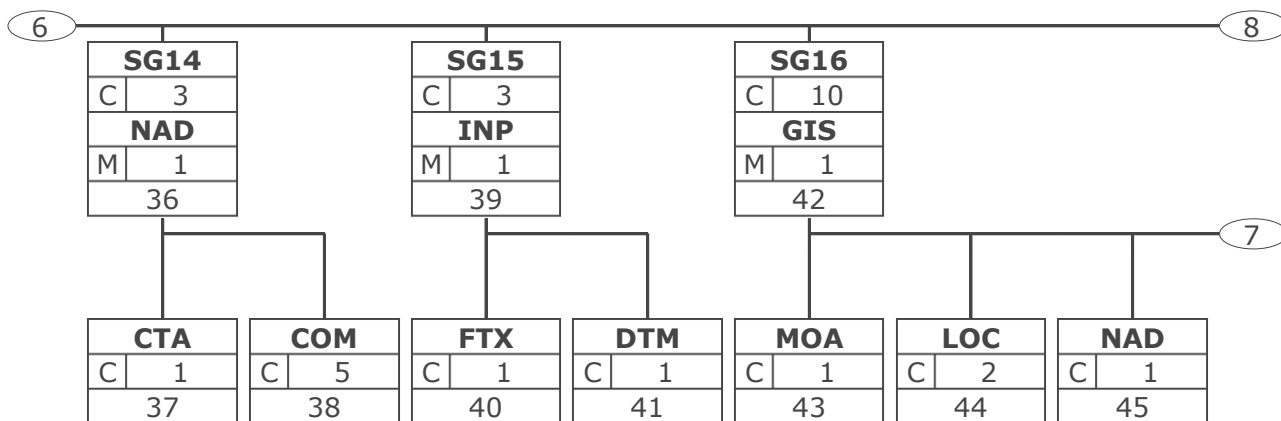 6 8
SG14 SG15 SG16
C 3 C 3 C 10
NAD INP GIS
M 1 M 1 M 1
36 39 42
7
CTA COM FTX DTM MOA LOC NAD
C 1 C 5 C 1 C 1 C 1 C 2 C 1
37 38 40 41 43 44 45